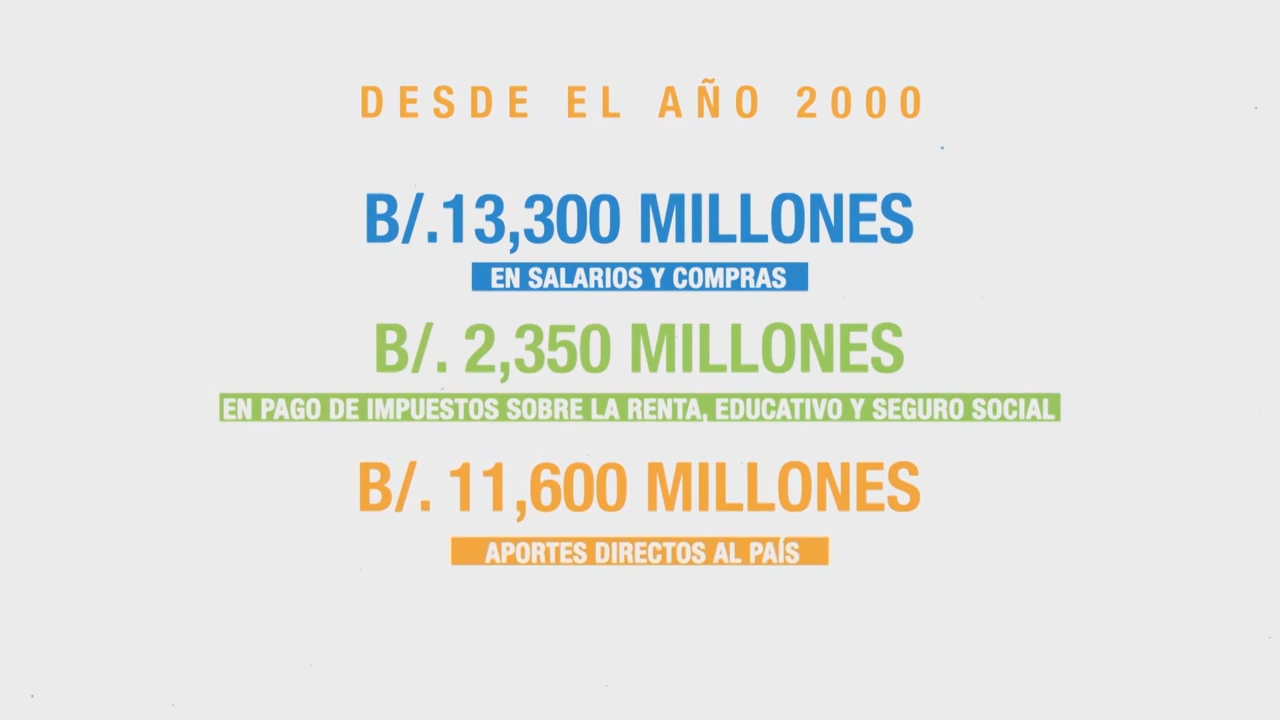 DESDE EL AÑO 2000
B/.13,300 MILLONES
EN SALARIOS Y COMPRAS
B/. 2,350 MILLONES
EN PAGO DE IMPUESTOS SOBRE LA RENTA, EDUCATIVO Y SEGURO SOCIAL
B/. 11,600 MILLONES
APORTES DIRECTOS AL PAÍS